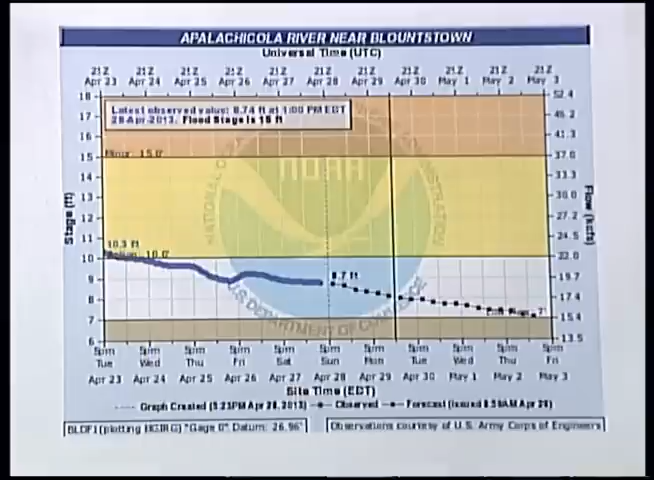 APALACHICOLA RIVER NEAR BLOUNTSTOWN
Universal Time (UTC)
21Z 21Z 21Z 21Z 21Z 21Z 21Z 21Z 21Z 21Z 21Z
Apr 23 Apr 24 Apr 25 Apr 26 Apr 27 Apr 28 Apr 29 Apr 30 May 1 May 2 May 3
Latest observed value: 8.74 ft at 1:00 PM EDT
28-Apr-2013. Flood Stage is 15 ft
18 52.4
17 45.2
16 41.3
Minor: 15.0'
15 37.0
14 33.3
13 30.0
12 27.2
11 24.5
10.3 ft
Action: 10.0'
10 22.0
9 19.7
8.7 ft
8 17.4
7 15.4
6 13.5
Stage (ft)
Flow (kcfs)
NOAA
U.S. DEPARTMENT OF COMMERCE
5pm 5pm 5pm 5pm 5pm 5pm 5pm 5pm 5pm 5pm 5pm
Tue Wed Thu Fri Sat Sun Mon Tue Wed Thu Fri
Apr 23 Apr 24 Apr 25 Apr 26 Apr 27 Apr 28 Apr 29 Apr 30 May 1 May 2 May 3
Site Time (EDT)
Graph Created (5:23PM Apr 28, 2013) Observed Forecast (issued 8:58AM Apr 28)
BLOF1(plotting HGIRG) "Gage 0" Datum: 26.96'
Observations courtesy of U.S. Army Corps of Engineers